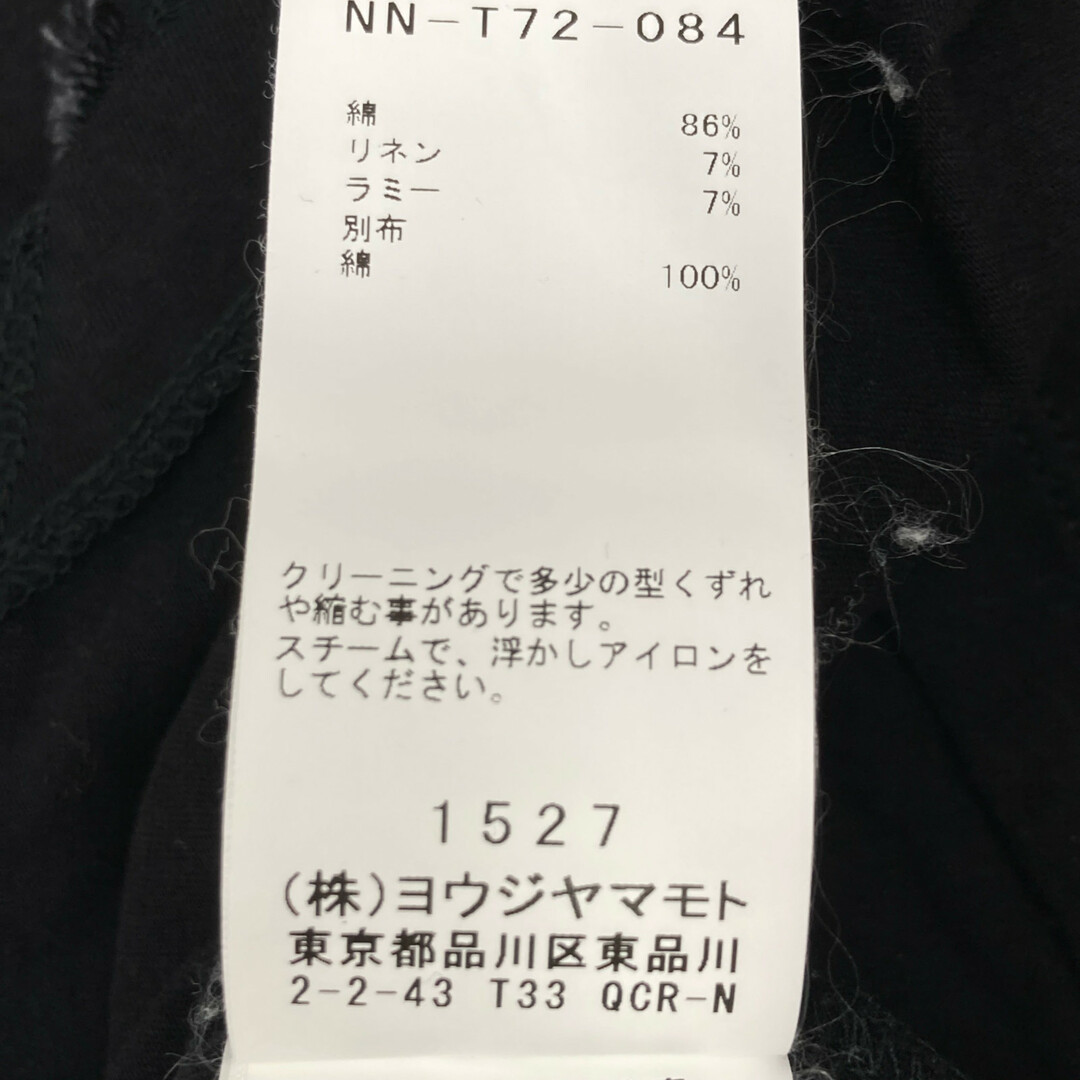 NN-T72-084
綿 86%
リネン 7%
ラミー 7%
別布
綿 100%
クリーニングで多少の型くずれ
や縮む事があります。
スチームで、浮かしアイロンを
してください。
1527
(株)ヨウジヤマモト
東京都品川区東品川
2-2-43 T33 QCR-N